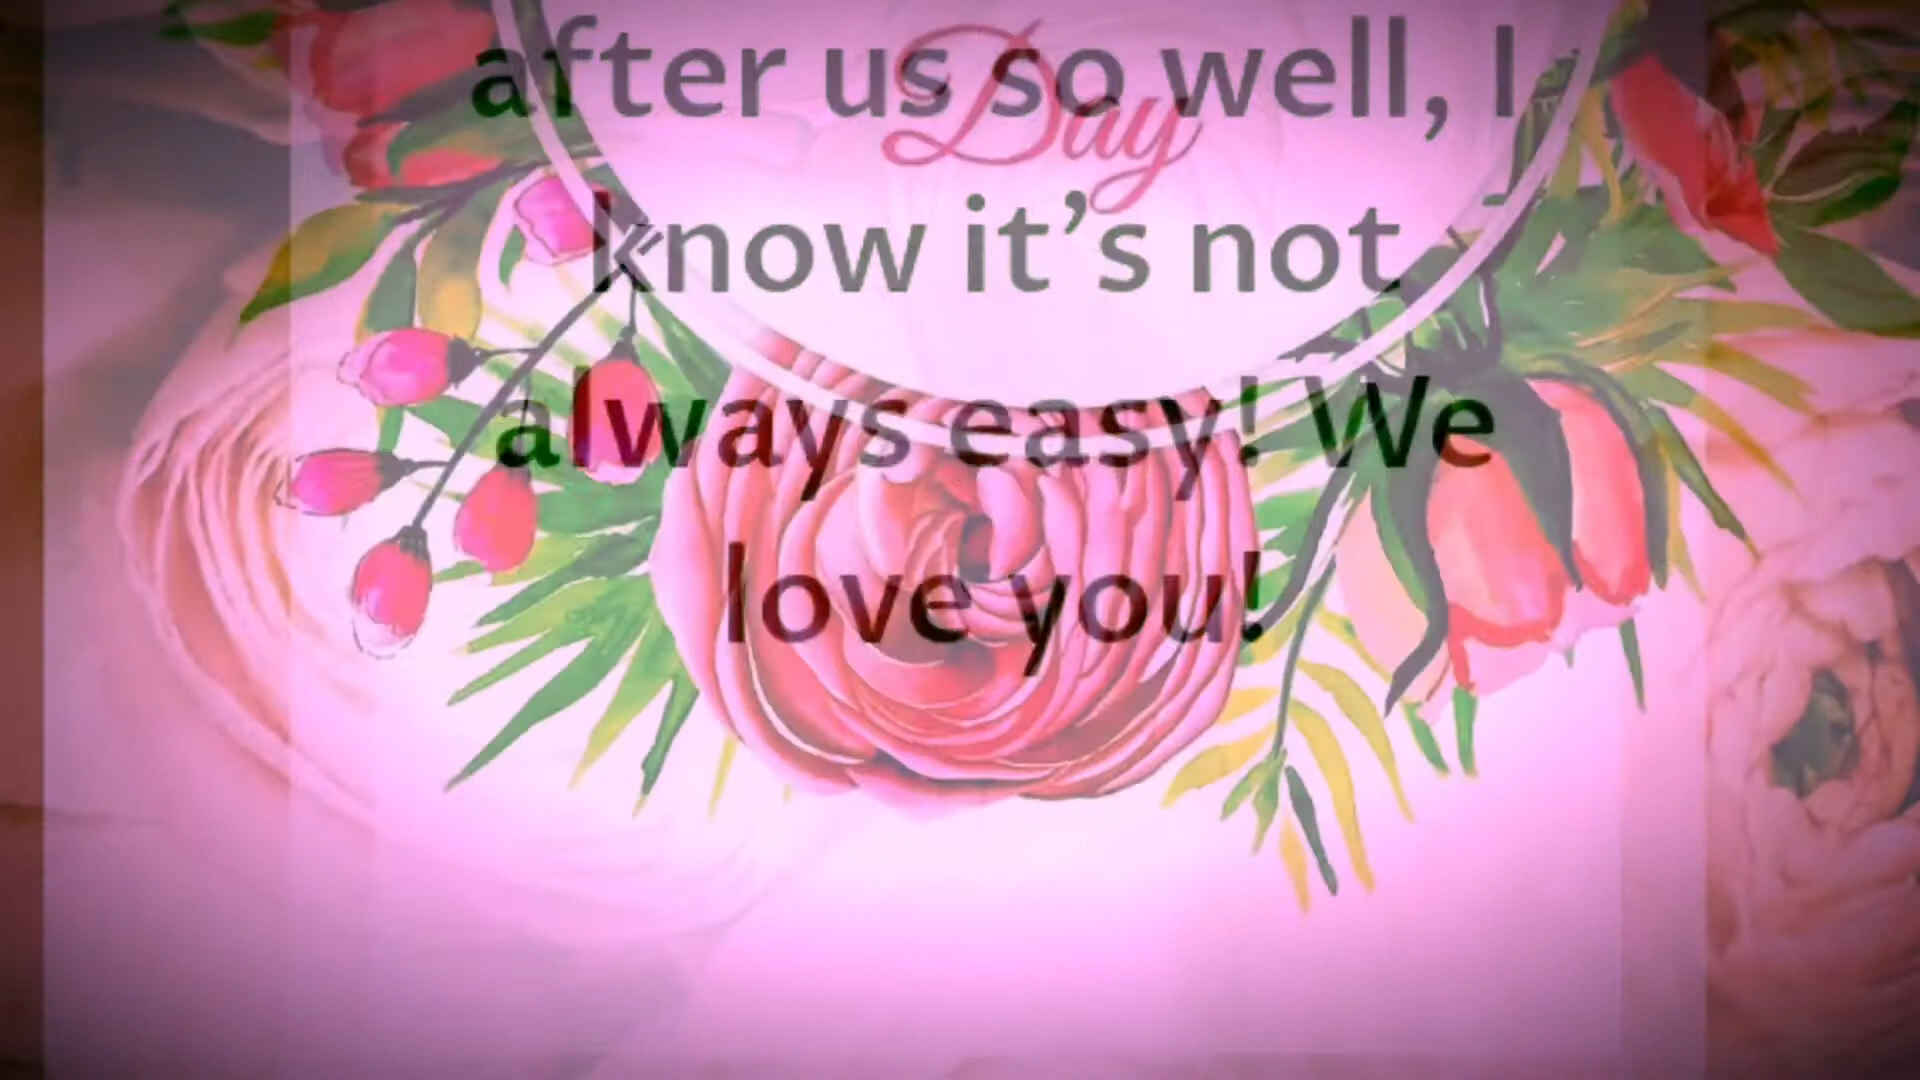 after us so well, I
Day
know it’s not
always easy! We
love you!